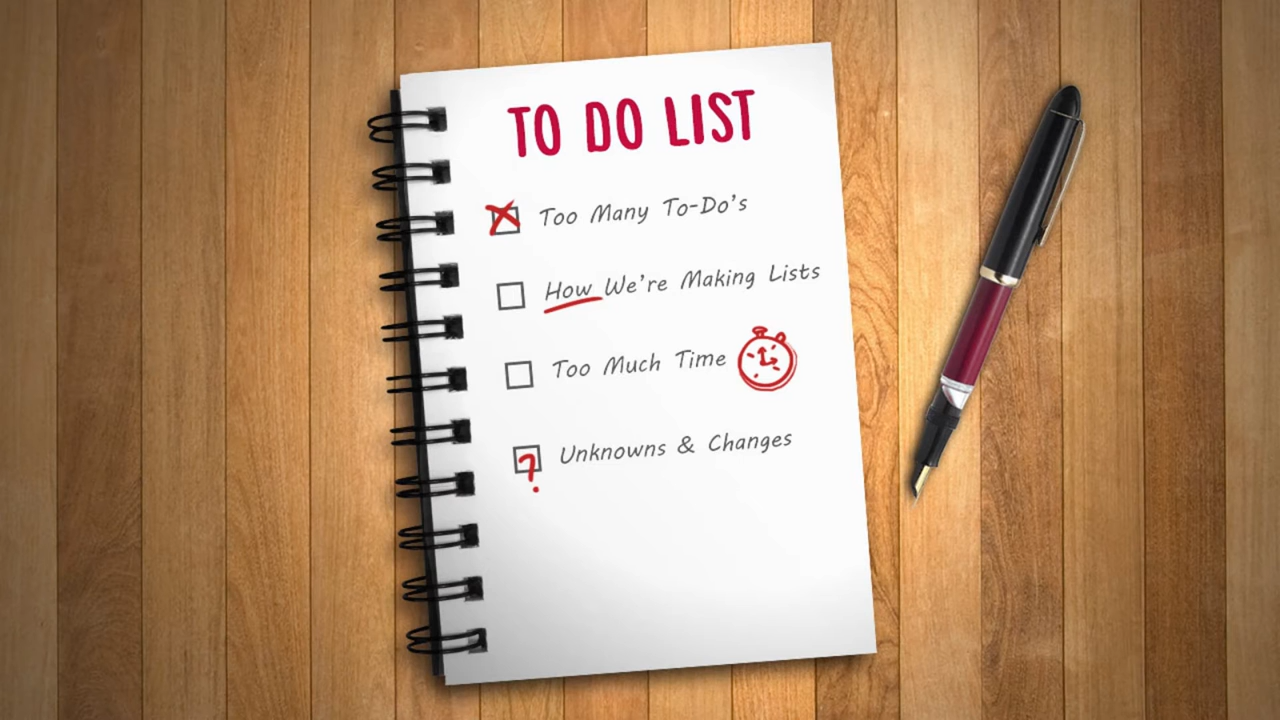 TO DO LIST
Too Many To-Do's
How We're Making Lists
Too Much Time
?
Unknowns & Changes